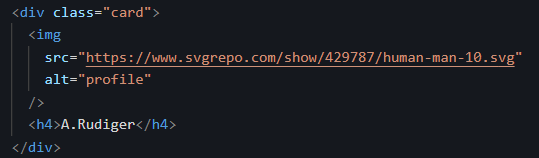 <div class="card">
<img
src="https://www.svgrepo.com/show/429787/human-man-10.svg"
alt="profile"
/>
<h4>A.Rudiger</h4>
</div>